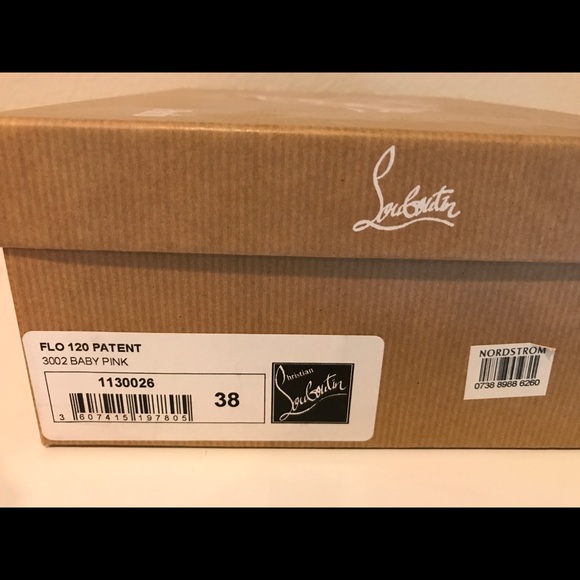 Louboutin
FLO 120 PATENT
3002 BABY PINK
1130026
38
3 607415 197805
Christian
Louboutin
NORDSTROM
0738 8988 6260